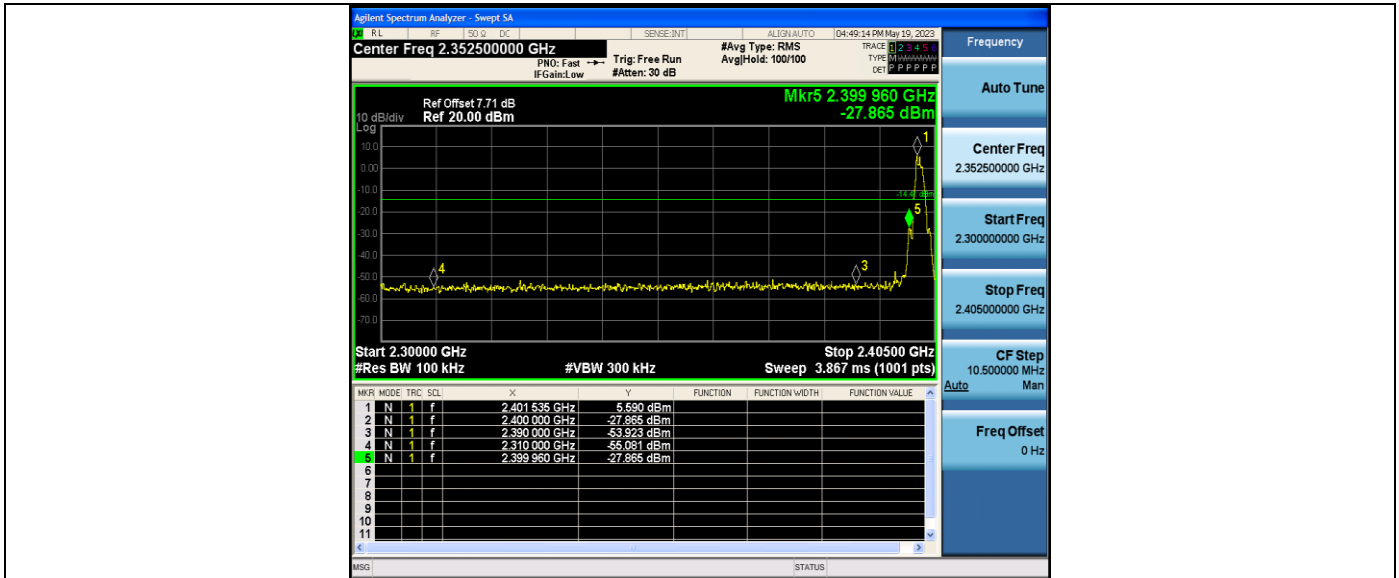 Agilent Spectrum Analyzer - Swept SA
RL RF 50 Ω DC SENSE:INT ALIGN AUTO 04:49:14 PM May 19, 2023
Center Freq 2.352500000 GHz
PNO: Fast
IFGain:Low
Trig: Free Run
#Atten: 30 dB
#Avg Type: RMS
Avg|Hold: 100/100
TRACE 1 2 3 4 5 6
TYPE M
DET P P P P P P
Frequency
Mkr5 2.399 960 GHz
-27.865 dBm
Ref Offset 7.71 dB
10 dB/div Ref 20.00 dBm
Log
10.0
0.00
-10.0
-20.0
-30.0
-40.0
-50.0
-60.0
-70.0
1
5
3
4
Start 2.30000 GHz Stop 2.40500 GHz
#Res BW 100 kHz #VBW 300 kHz Sweep 3.867 ms (1001 pts)
MKR MODE TRC SCL X Y FUNCTION FUNCTION WIDTH FUNCTION VALUE
1 N 1 f 2.401 535 GHz 5.590 dBm
2 N 1 f 2.400 000 GHz -27.865 dBm
3 N 1 f 2.390 000 GHz -53.923 dBm
4 N 1 f 2.310 000 GHz -55.081 dBm
5 N 1 f 2.399 960 GHz -27.865 dBm
6
7
8
9
10
11
MSG STATUS
Auto Tune
Center Freq
2.352500000 GHz
Start Freq
2.300000000 GHz
Stop Freq
2.405000000 GHz
CF Step
10.500000 MHz
Auto Man
Freq Offset
0 Hz